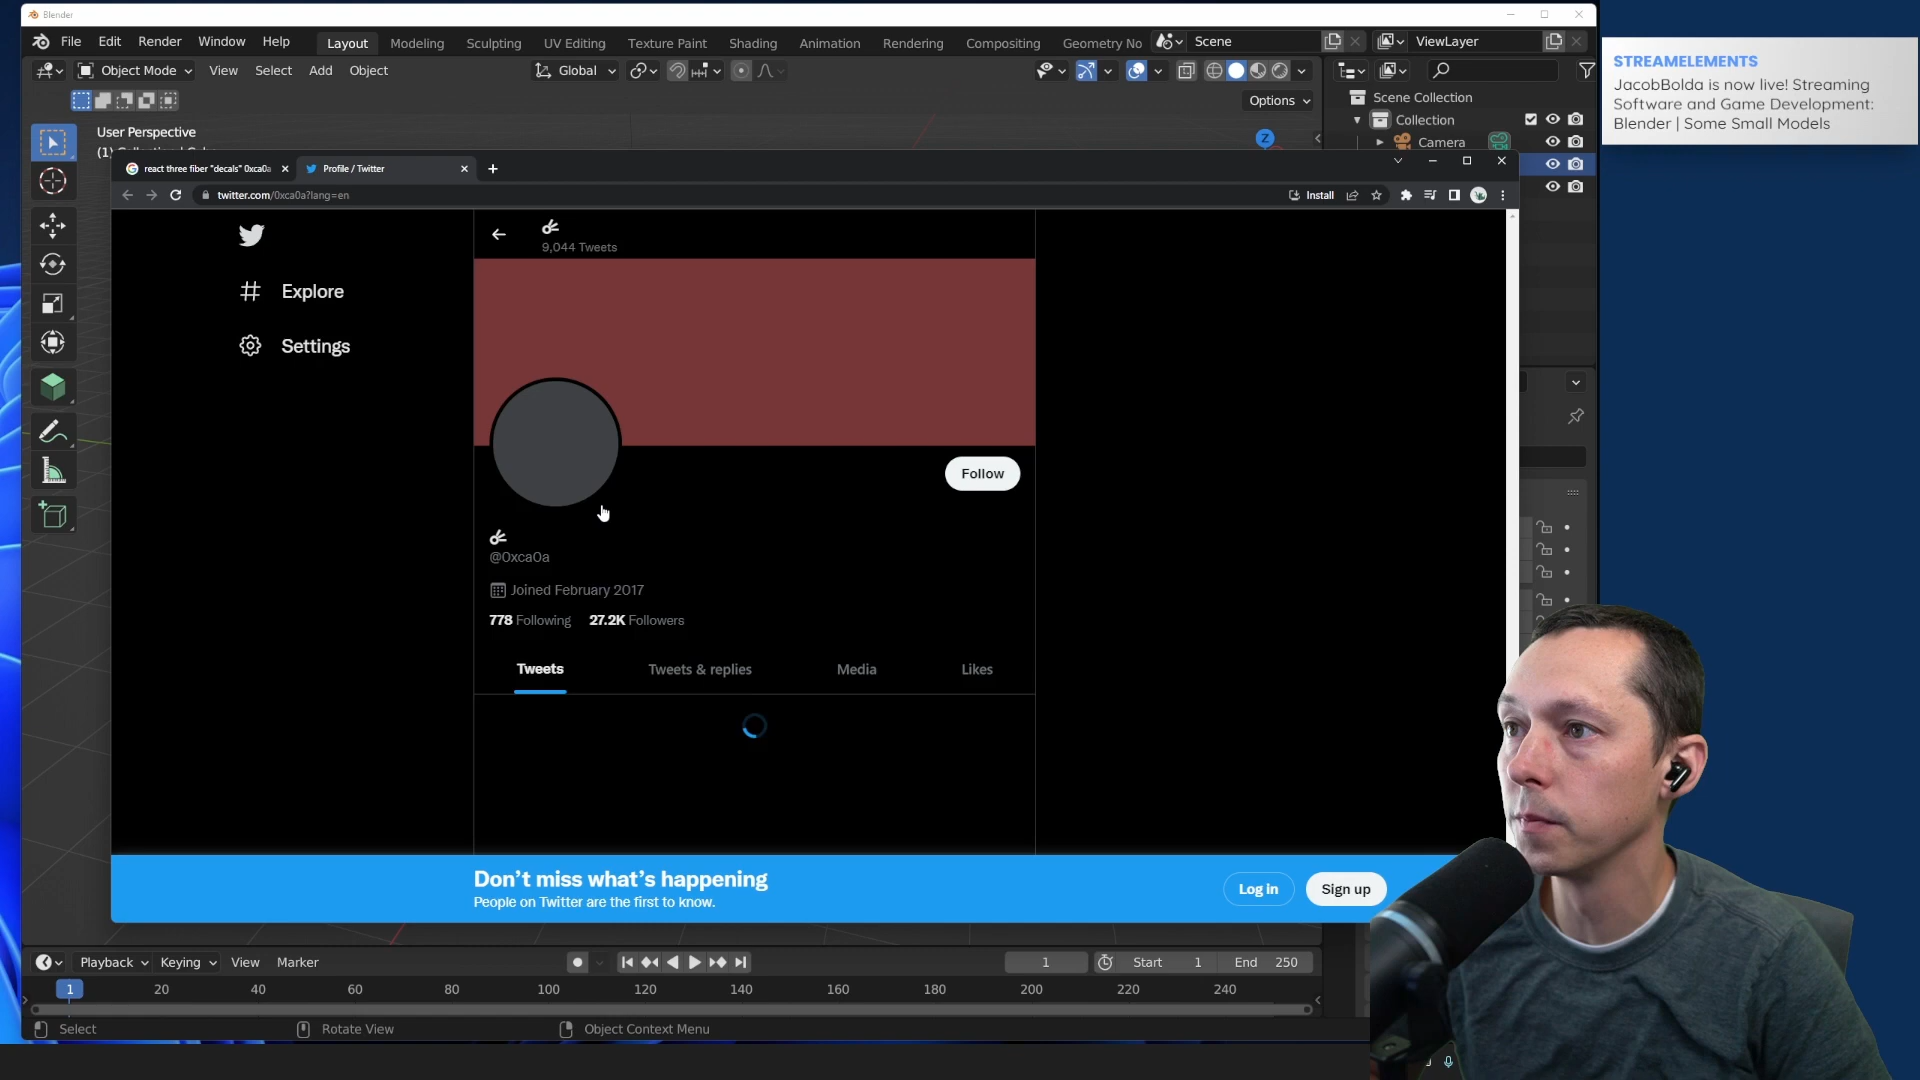 Blender
File Edit Render Window Help
Layout Modeling Sculpting UV Editing Texture Paint Shading Animation Rendering Compositing Geometry No
Scene
ViewLayer
Object Mode View Select Add Object
Global
Options
User Perspective
Scene Collection
Collection
Camera
STREAMELEMENTS
JacobBolda is now live! Streaming
Software and Game Development:
Blender | Some Small Models
react three fiber "decals" 0xca0a
Profile / Twitter
twitter.com/0xca0a?lang=en
Install
9,044 Tweets
Explore
Settings
Follow
@0xca0a
Joined February 2017
778 Following 27.2K Followers
Tweets Tweets & replies Media Likes
Don’t miss what’s happening
People on Twitter are the first to know.
Log in Sign up
Playback Keying View Marker
1 Start 1 End 250
1 20 40 60 80 100 120 140 160 180 200 220 240
Select Rotate View Object Context Menu